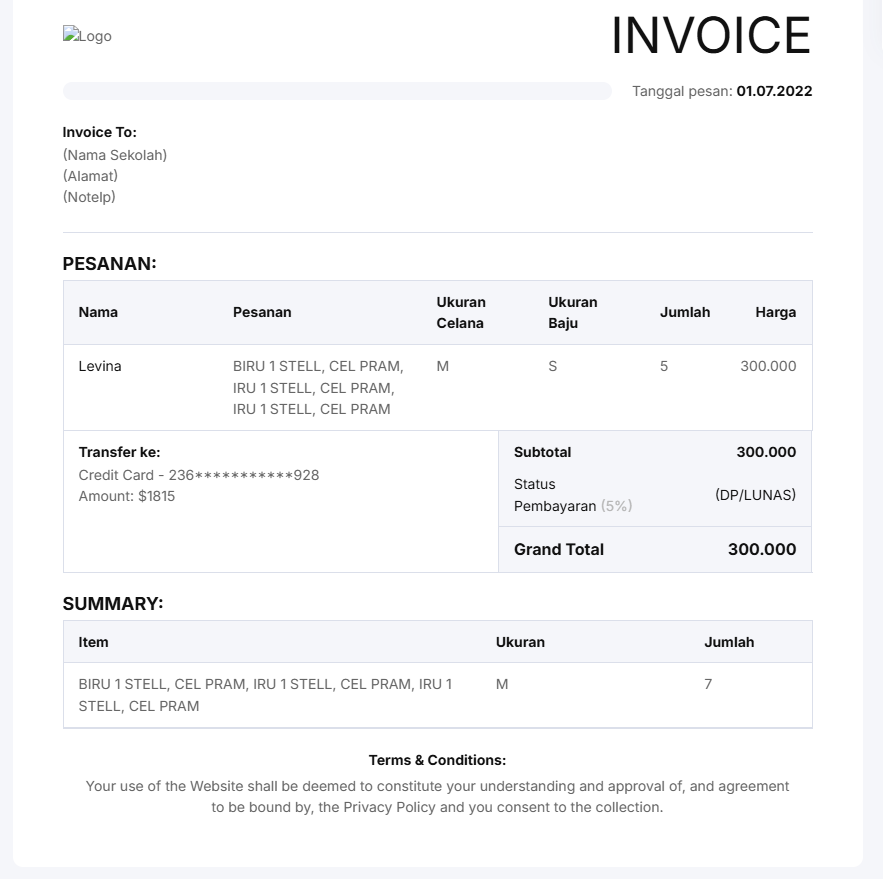 Logo
INVOICE
Tanggal pesan: 01.07.2022
Invoice To:
(Nama Sekolah)
(Alamat)
(Notelp)
PESANAN:
Nama Pesanan Ukuran Celana Ukuran Baju Jumlah Harga
Levina BIRU 1 STELL, CEL PRAM, M S 5 300.000
IRU 1 STELL, CEL PRAM,
IRU 1 STELL, CEL PRAM
Transfer ke:
Credit Card - 236***********928
Amount: $1815
Subtotal 300.000
Status
Pembayaran (5%) (DP/LUNAS)
Grand Total 300.000
SUMMARY:
Item Ukuran Jumlah
BIRU 1 STELL, CEL PRAM, IRU 1 STELL, CEL PRAM, IRU 1 M 7
STELL, CEL PRAM
Terms & Conditions:
Your use of the Website shall be deemed to constitute your understanding and approval of, and agreement
to be bound by, the Privacy Policy and you consent to the collection.